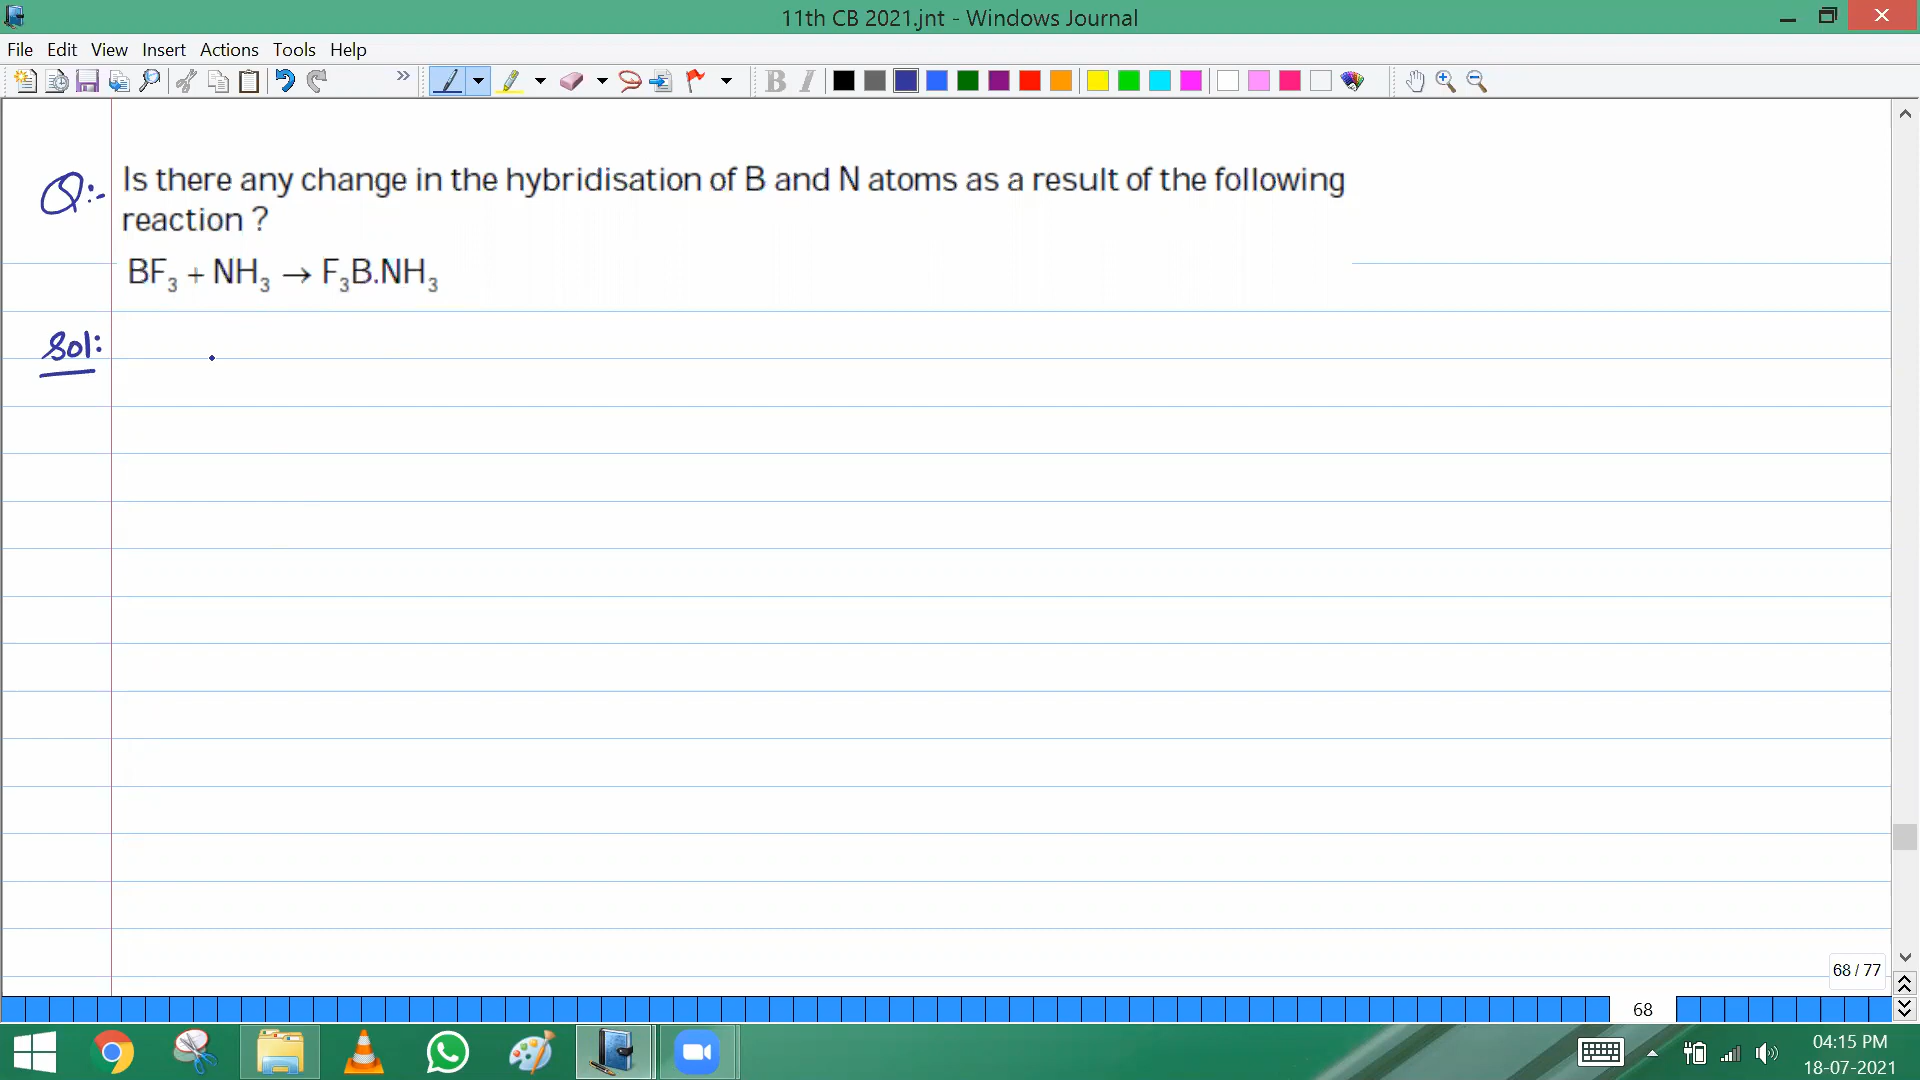 11th CB 2021.jnt - Windows Journal
File Edit View Insert Actions Tools Help
Q:- Is there any change in the hybridisation of B and N atoms as a result of the following
reaction ?
BF₃ + NH₃ → F₃B.NH₃
Sol:
68 / 77
68
04:15 PM
18-07-2021